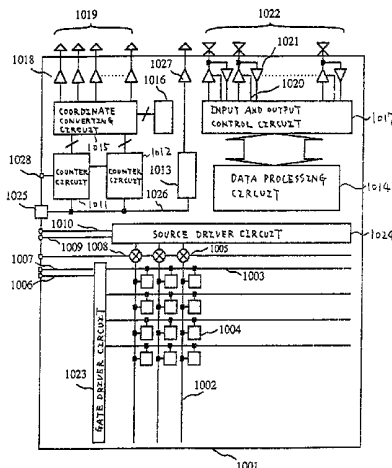 1019
1022
1018
1027
1016
1021
1020
COORDINATE
CONVERTING
CIRCUIT
1015
INPUT AND OUTPUT
CONTROL CIRCUIT
1017
1012
1028
COUNTER
CIRCUIT
COUNTER
CIRCUIT
1013
DATA PROCESSING
CIRCUIT
1014
1025
1011
1026
1010
SOURCE DRIVER CIRCUIT
1024
1009
1008
1005
1007
1006
1003
1004
GATE DRIVER CIRCUIT
1023
1002
1001